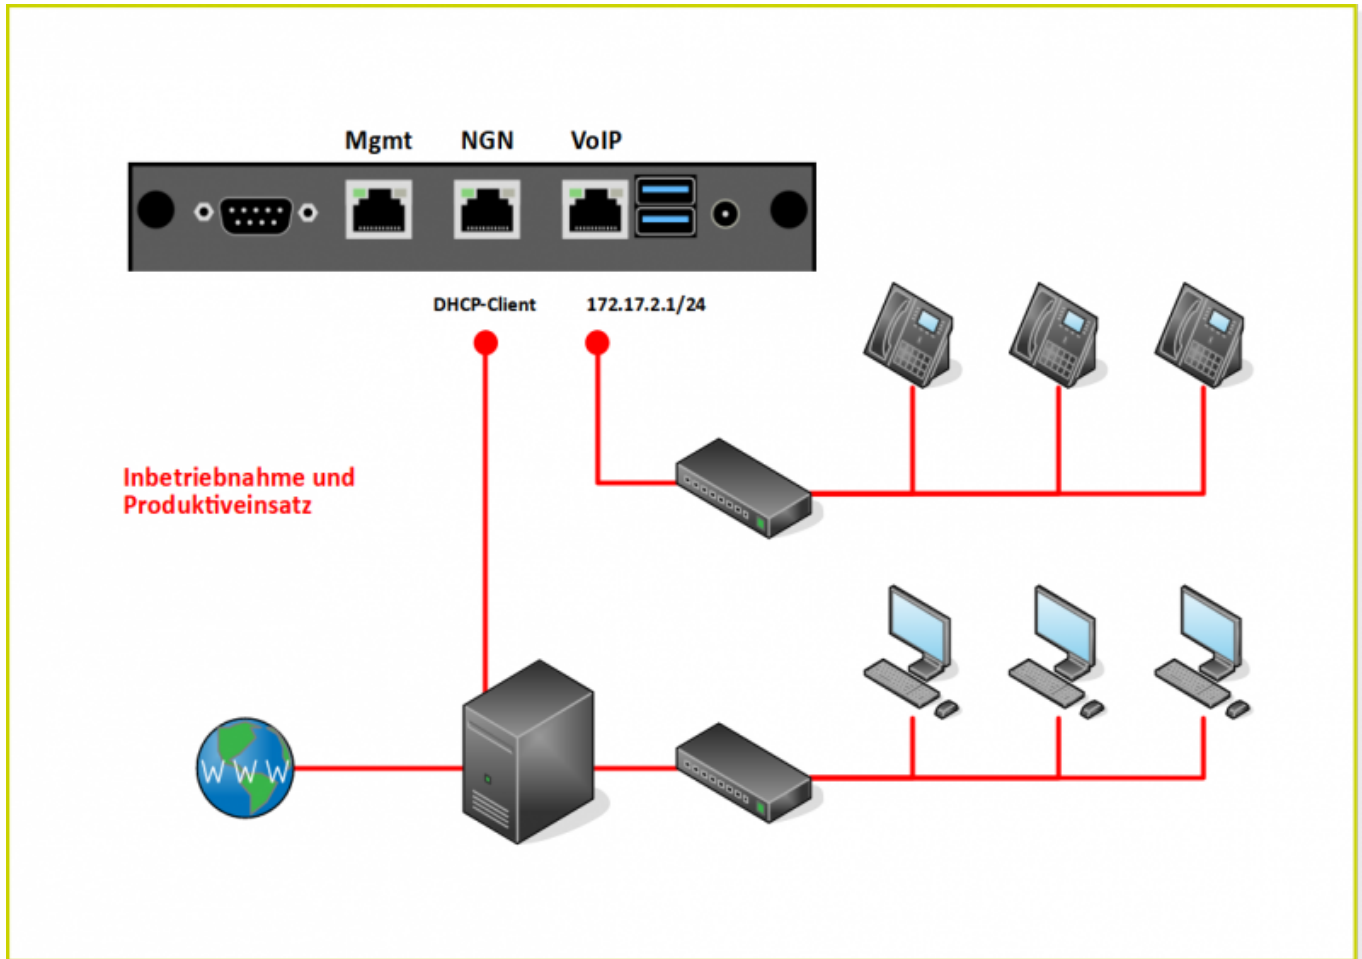 Mgmt NGN VoIP
DHCP-Client 172.17.2.1/24
Inbetriebnahme und
Produktiveinsatz
WWW